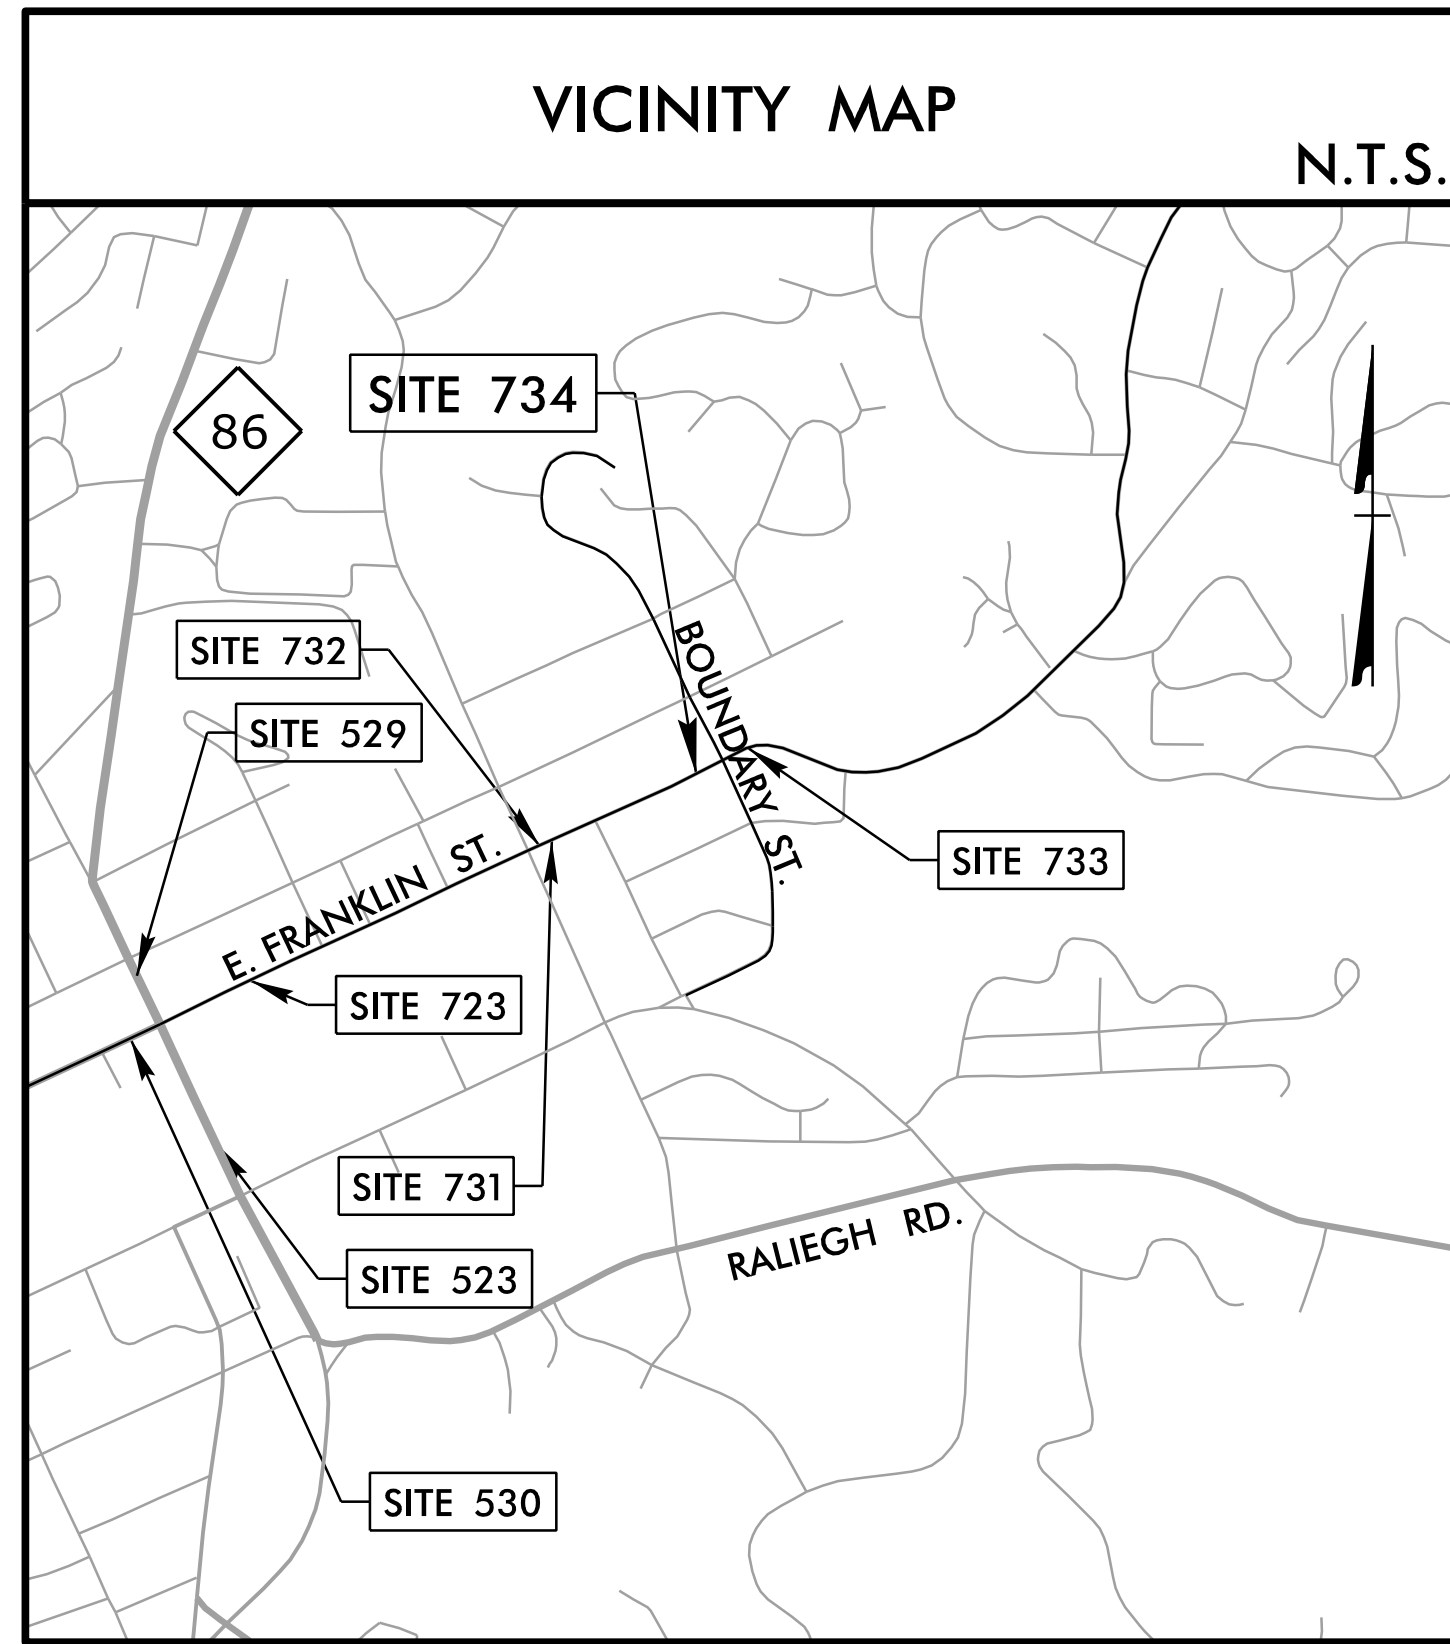 VICINITY MAP
N.T.S.
SITE 734
86
BOUNDARY ST.
SITE 732
SITE 529
E. FRANKLIN ST.
SITE 733
SITE 723
SITE 731
RALIEGH RD.
SITE 523
SITE 530